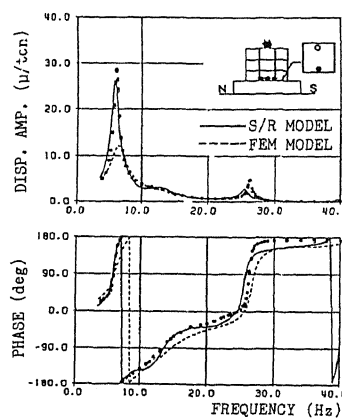 DISP. AMP. (μ/tcn)
40.0
30.0
20.0
10.0
0.0
N S
S/R MODEL
FEM MODEL
0.0 10.0 20.0 30.0 40.
PHASE (deg)
180.0
90.0
0.0
-90.0
-180.0
0.0 10.0 20.0 30.0 40.
FREQUENCY (Hz)